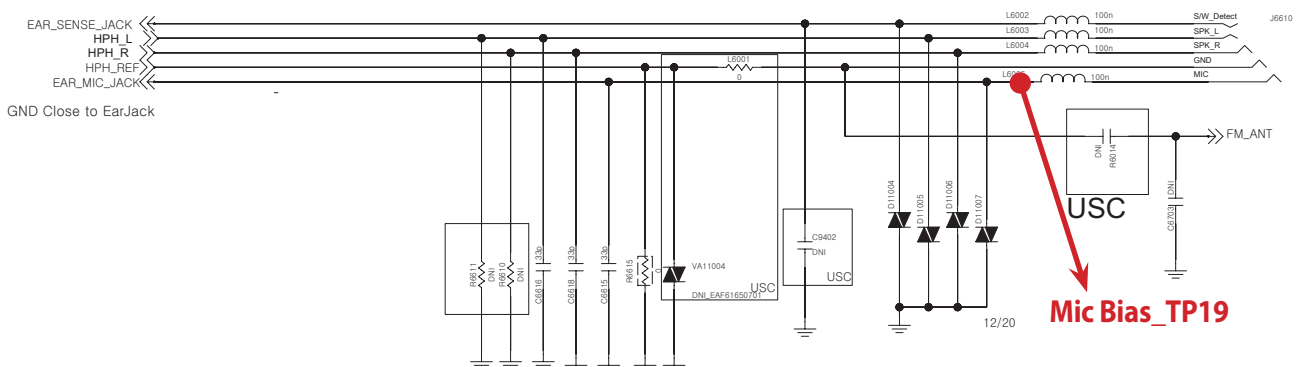 EAR_SENSE_JACK
HPH_L
HPH_R
HPH_REF
EAR_MIC_JACK
GND Close to EarJack
-
L6002 100n S/W_Detect J6610
L6003 100n SPK_L
L6004 100n SPK_R
L6001 0 GND
100n MIC
FM_ANT
DNI
R6014
USC
DNI
C6703
D11004
D11005
D11006
D11007
12/20
Mic Bias_TP19
C9402
DNI
USC
VA11004
USC
DNI_EAF61650701
R6611
DNI
R6610
DNI
33p
C6616
33p
C6618
33p
C6615
R6615
0